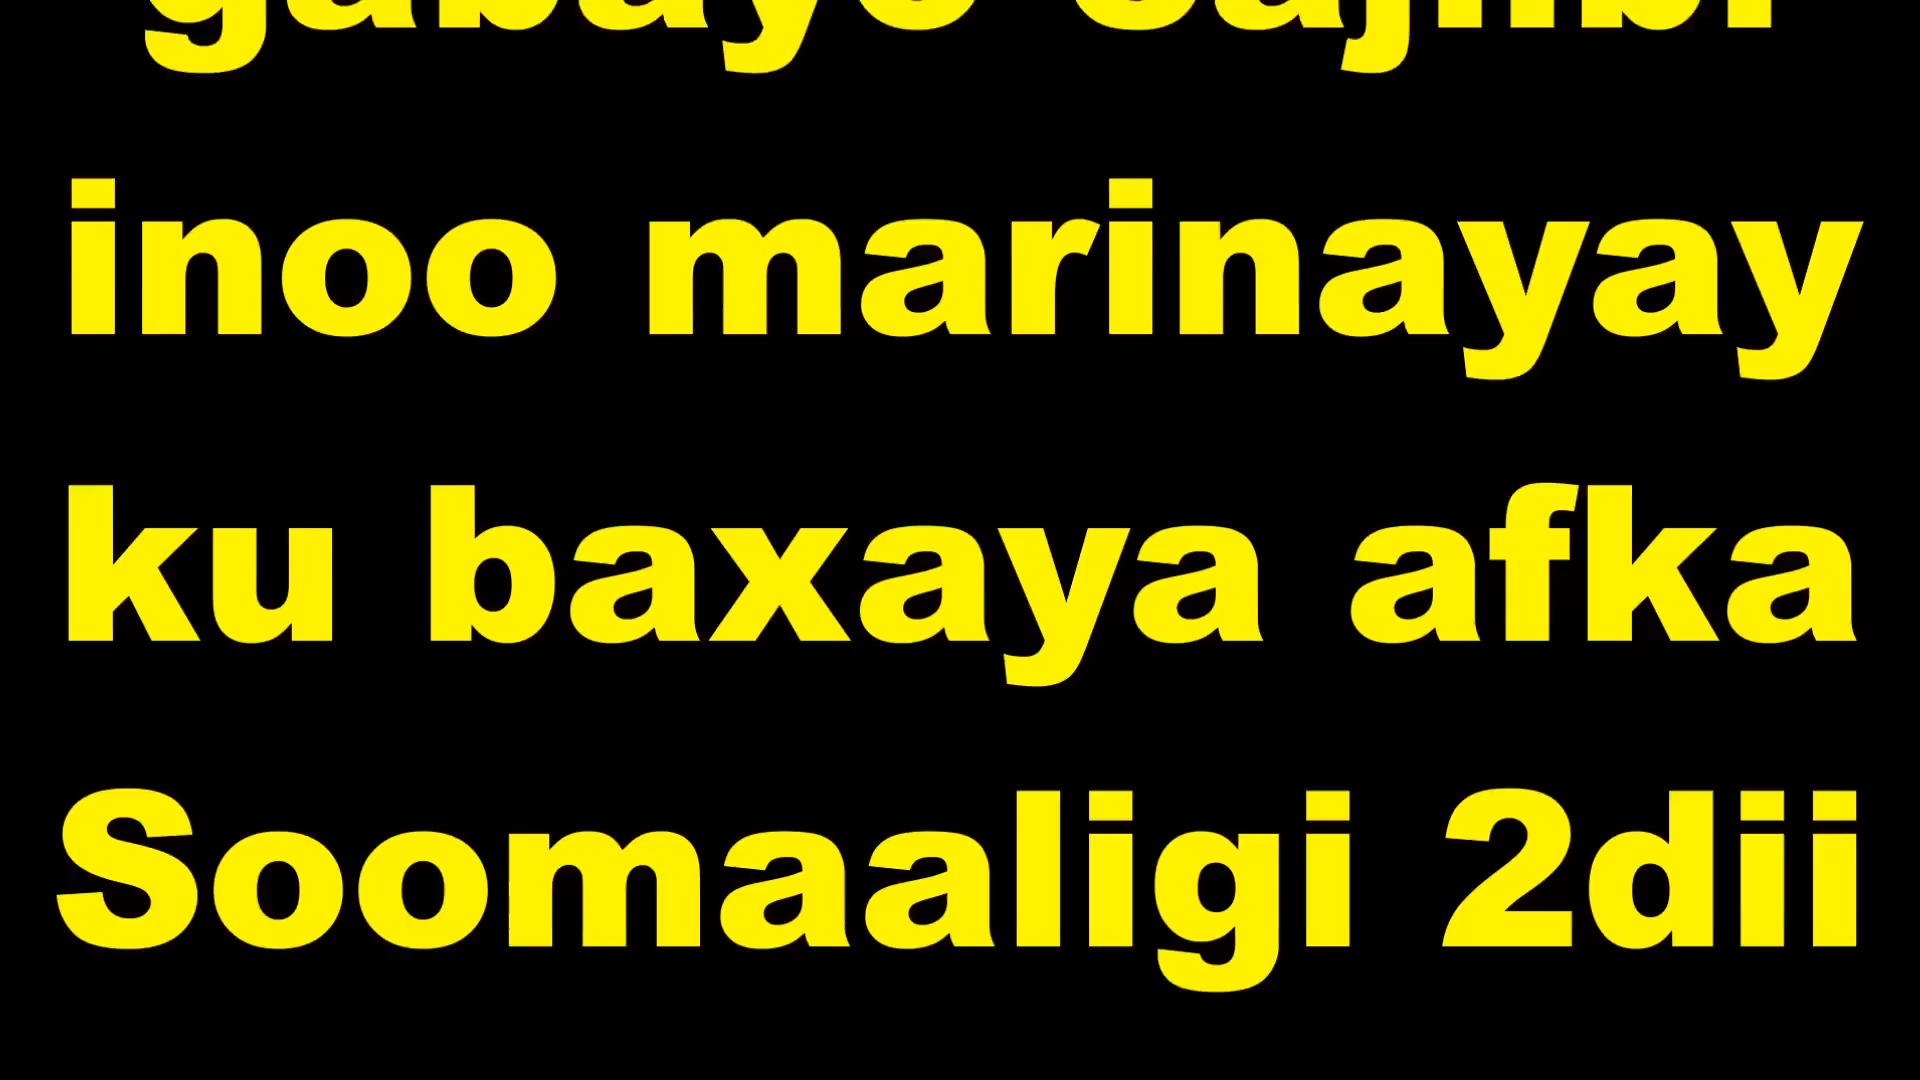 inoo marinayay
ku baxaya afka
Soomaaligi 2dii